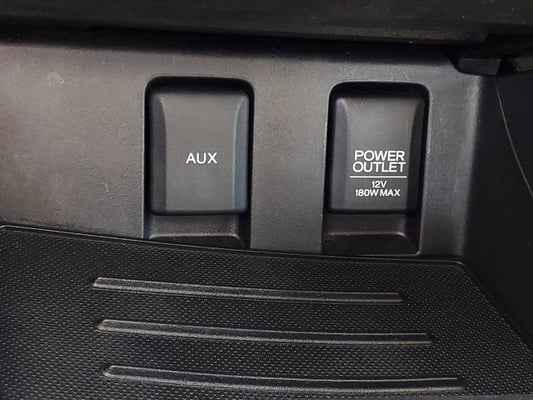 AUX
POWER
OUTLET
12V
180W MAX